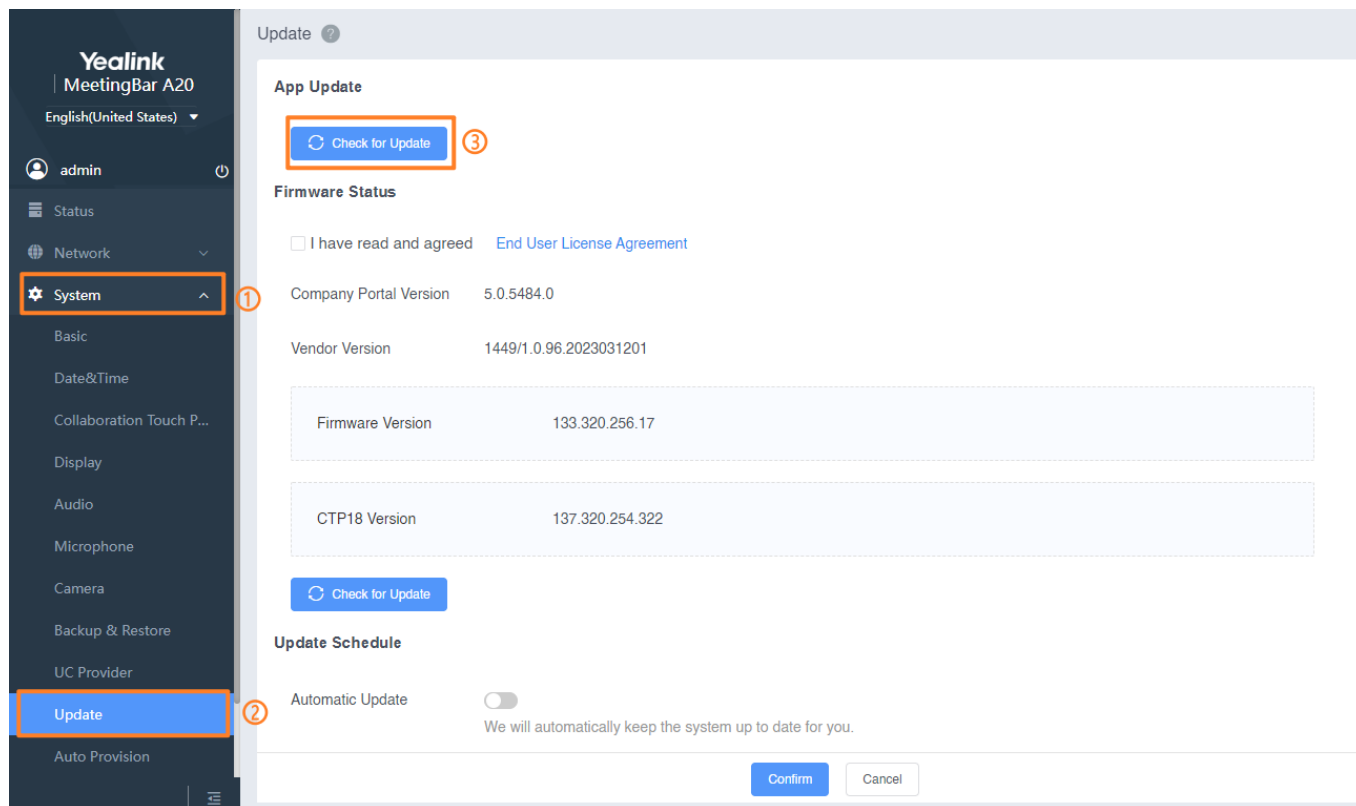 Yealink
MeetingBar A20
English(United States)
admin
Status
Network
System
①
Basic
Date&Time
Collaboration Touch P...
Display
Audio
Microphone
Camera
Backup & Restore
UC Provider
Update
②
Auto Provision
Update ?
App Update
Check for Update
③
Firmware Status
I have read and agreed End User License Agreement
Company Portal Version 5.0.5484.0
Vendor Version 1449/1.0.96.2023031201
Firmware Version 133.320.256.17
CTP18 Version 137.320.254.322
Check for Update
Update Schedule
Automatic Update
We will automatically keep the system up to date for you.
Confirm Cancel